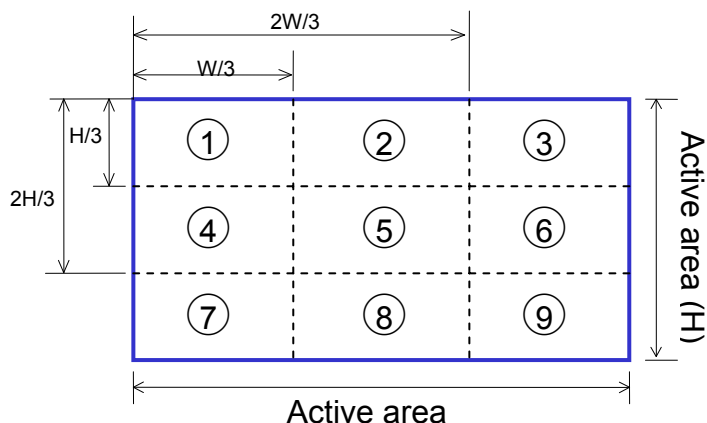 2W/3
W/3
H/3
2H/3
1 2 3
4 5 6
7 8 9
Active area (H)
Active area